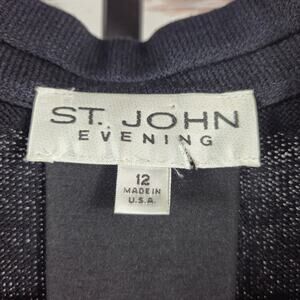 ST. JOHN
EVENING
12
MADE IN
U.S.A.